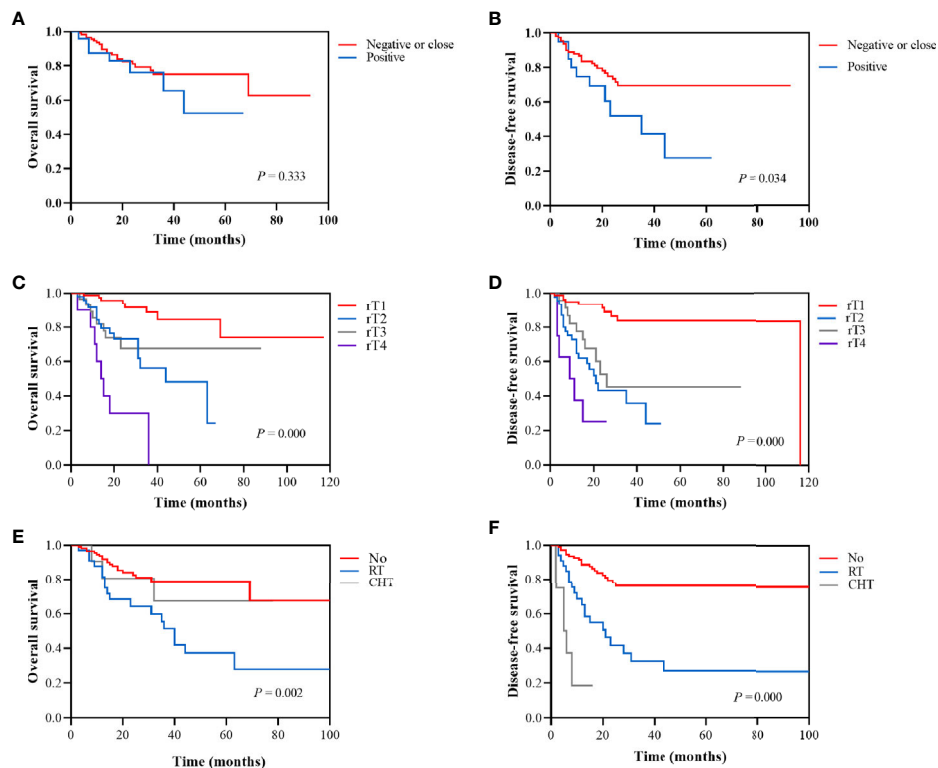 A
Overall survival
1.0
0.8
0.6
0.4
0.2
0.0
0 20 40 60 80 100
Time (months)
Negative or close
Positive
P = 0.333
B
Disease-free sruvival
1.0
0.8
0.6
0.4
0.2
0.0
0 20 40 60 80 100
Time (months)
Negative or close
Positive
P = 0.034
C
Overall survival
1.0
0.8
0.6
0.4
0.2
0.0
0 20 40 60 80 100 120
Time (months)
rT1
rT2
rT3
rT4
P = 0.000
D
Disease-free sruvival
1.0
0.8
0.6
0.4
0.2
0.0
0 20 40 60 80 100 120
Time (months)
rT1
rT2
rT3
rT4
P = 0.000
E
Overall survival
1.0
0.8
0.6
0.4
0.2
0.0
0 20 40 60 80 100
Time (months)
No
RT
CHT
P = 0.002
F
Disease-free sruvival
1.0
0.8
0.6
0.4
0.2
0.0
0 20 40 60 80 100
Time (months)
No
RT
CHT
P = 0.000